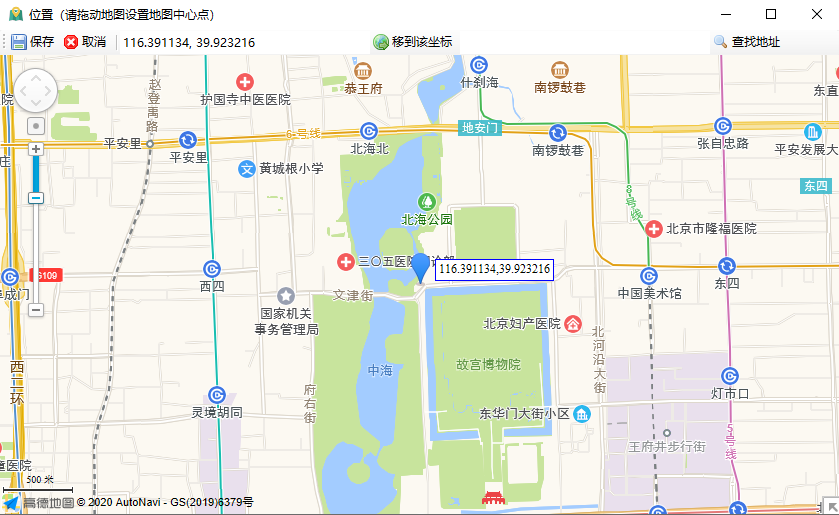 位置（请拖动地图设置地图中心点）
保存
取消
116.391134, 39.923216
移到该坐标
查找地址
赵登禹路
院
护国寺中医医院
恭王府
什刹海
南锣鼓巷
东直
6号线
地安门
平安里
平安里
北海北
南锣鼓巷
张自忠路
平安发展大
庄
黄城根小学
东四
8号线
北海公园
北京市隆福医院
三〇五医院
116.391134,39.923216
S109
阜成门
西四
文津街
中国美术馆
东四
国家机关
事务管理局
北京妇产医院
北河沿大街
中海
故宫博物院
西二环
府右街
灯市口
灵境胡同
东华门大街小区
5号线
王府井步行街
童医院
500 米
高德地图 © 2020 AutoNavi - GS(2019)6379号